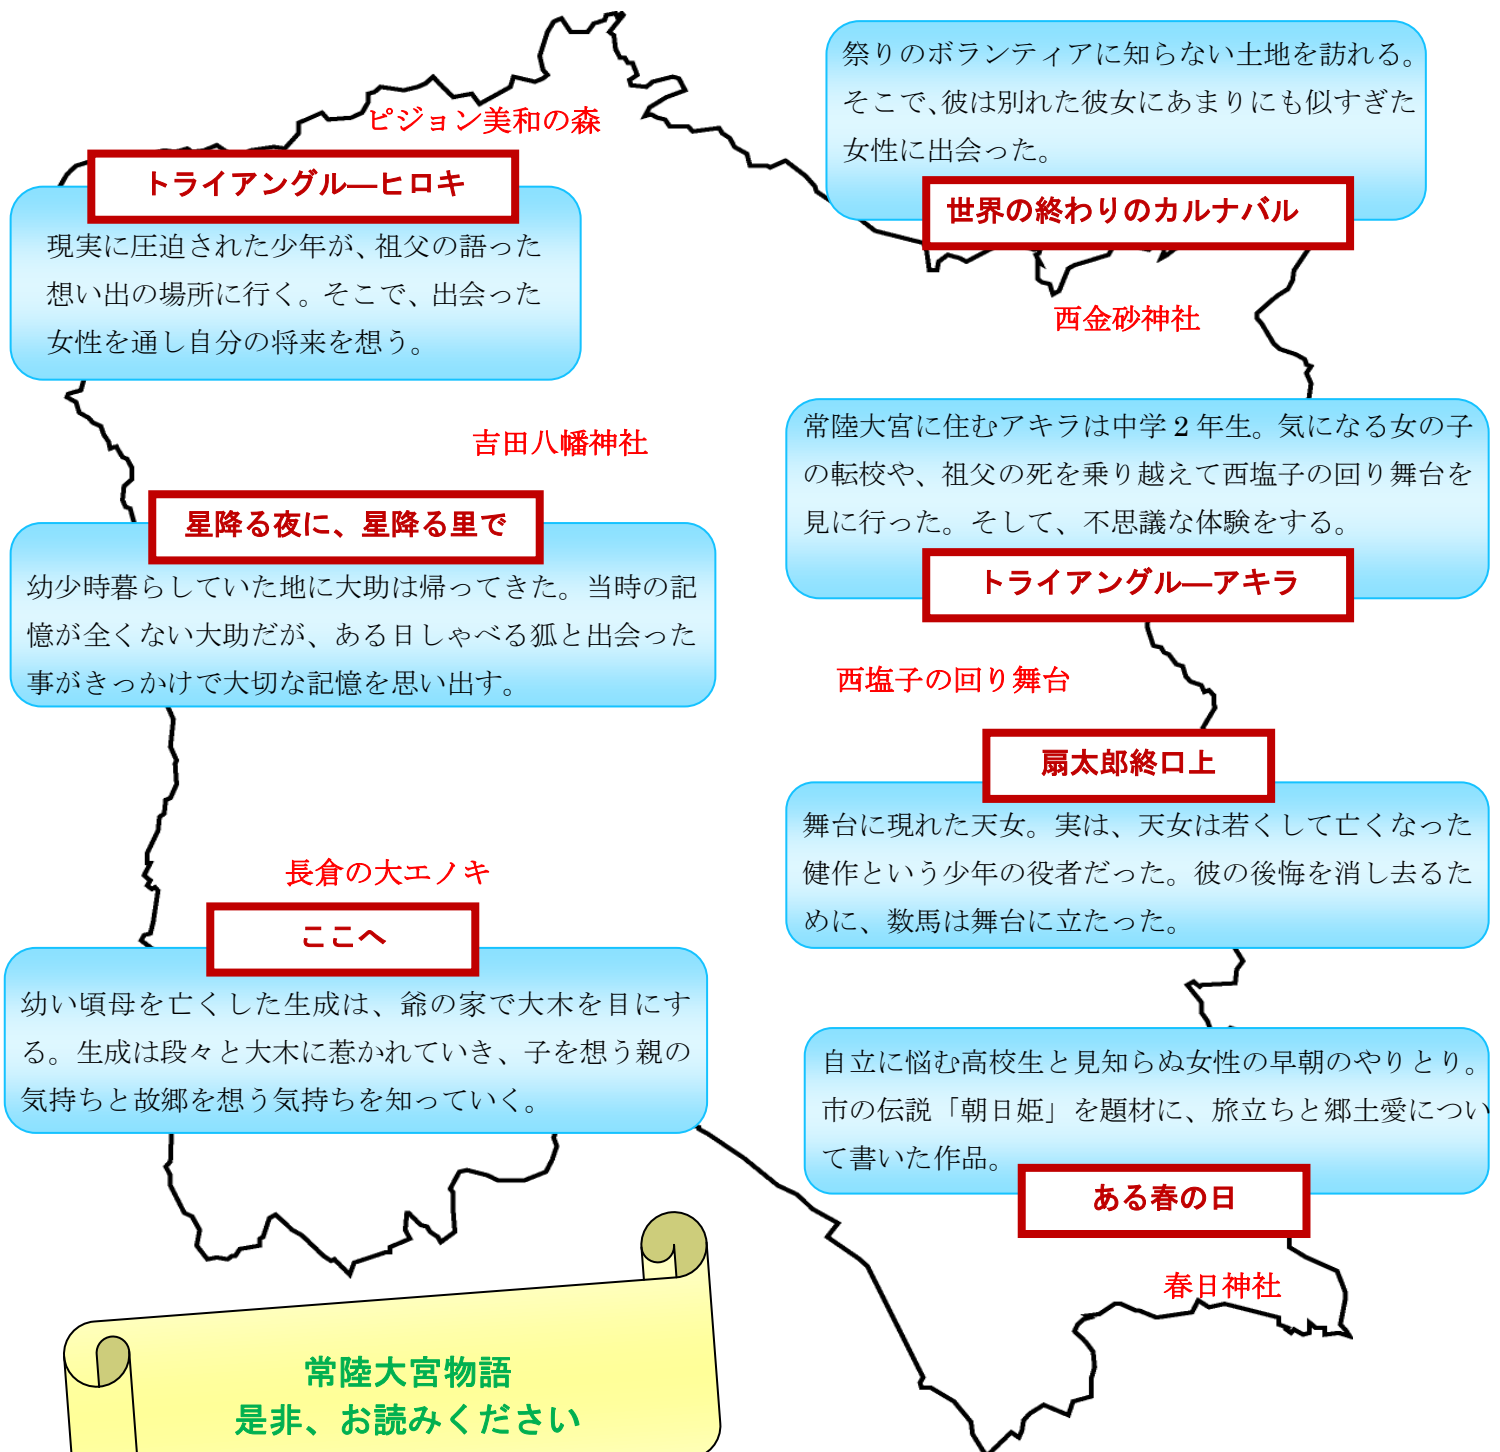 ピジョン美和の森
トライアングル―ヒロキ
現実に圧迫された少年が、祖父の語った
想い出の場所に行く。そこで、出会った
女性を通し自分の将来を想う。
吉田八幡神社
星降る夜に、星降る里で
幼少時暮らしていた地に大助は帰ってきた。当時の記
憶が全くない大助だが、ある日しゃべる狐と出会った
事がきっかけで大切な記憶を思い出す。
長倉の大エノキ
ここへ
幼い頃母を亡くした生成は、爺の家で大木を目にす
る。生成は段々と大木に惹かれていき、子を想う親の
気持ちと故郷を想う気持ちを知っていく。
祭りのボランティアに知らない土地を訪れる。
そこで、彼は別れた彼女にあまりにも似すぎた
女性に出会った。
世界の終わりのカルナバル
西金砂神社
常陸大宮に住むアキラは中学2年生。気になる女の子
の転校や、祖父の死を乗り越えて西塩子の回り舞台を
見に行った。そして、不思議な体験をする。
トライアングル―アキラ
西塩子の回り舞台
扇太郎終口上
舞台に現れた天女。実は、天女は若くして亡くなった
健作という少年の役者だった。彼の後悔を消し去るた
めに、数馬は舞台に立たった。
自立に悩む高校生と見知らぬ女性の早朝のやりとり。
市の伝説「朝日姫」を題材に、旅立ちと郷土愛につい
て書いた作品。
ある春の日
春日神社
常陸大宮物語
是非、お読みください